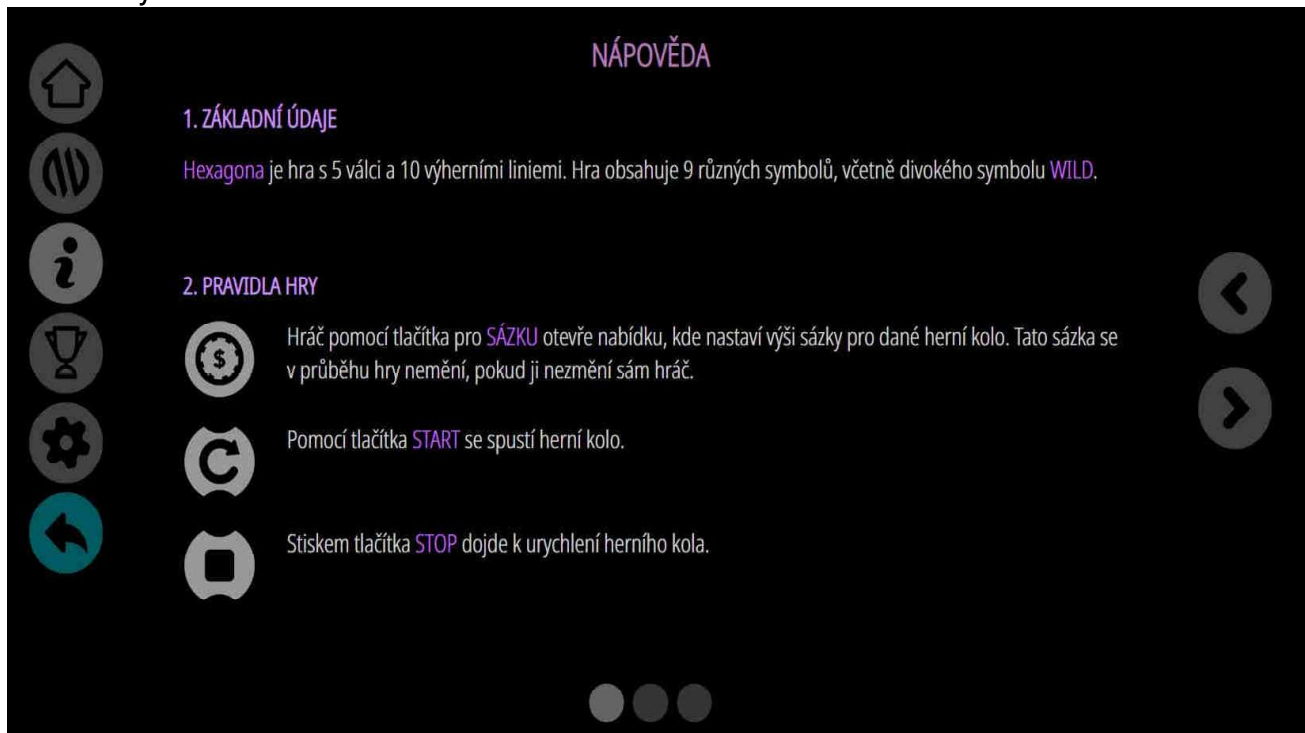 NÁPOVĚDA
1. ZÁKLADNÍ ÚDAJE
Hexagona je hra s 5 válci a 10 výherními liniemi. Hra obsahuje 9 různých symbolů, včetně divokého symbolu WILD.
2. PRAVIDLA HRY
Hráč pomocí tlačítka pro SÁZKU otevře nabídku, kde nastaví výši sázky pro dané herní kolo. Tato sázka se
v průběhu hry nemění, pokud ji nezmění sám hráč.
Pomocí tlačítka START se spustí herní kolo.
Stiskem tlačítka STOP dojde k urychlení herního kola.